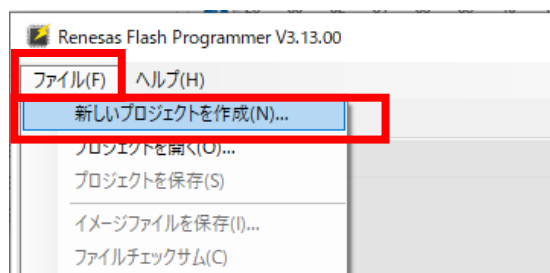 Renesas Flash Programmer V3.13.00
ファイル(F) ヘルプ(H)
新しいプロジェクトを作成(N)...
プロジェクトを開く(O)...
プロジェクトを保存(S)
イメージファイルを保存(I)...
ファイルチェックサム(C)